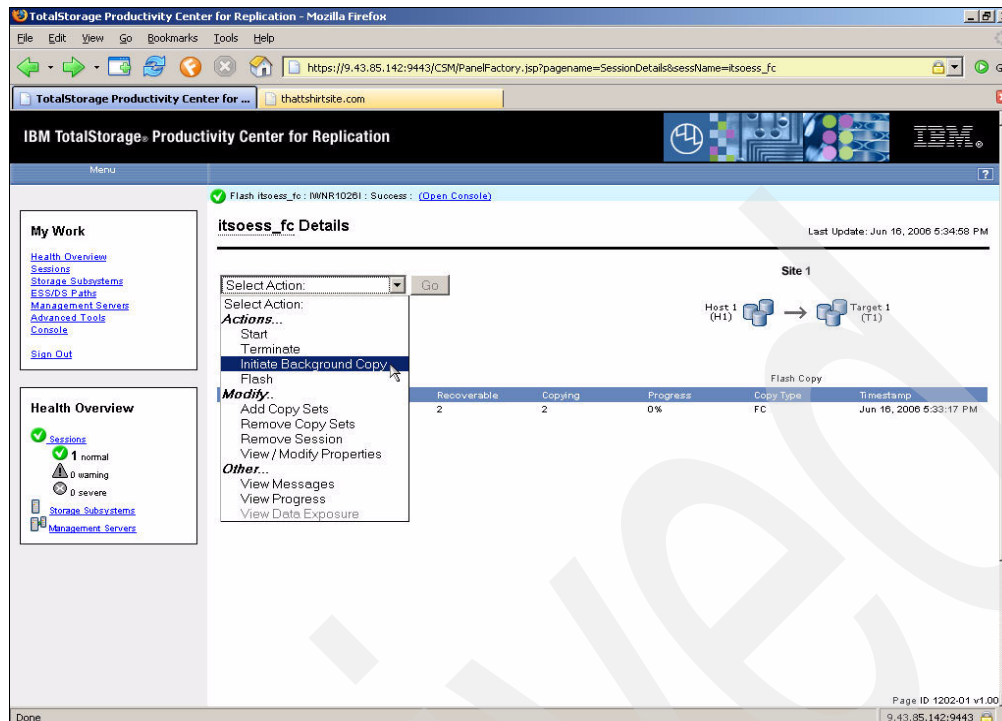 TotalStorage Productivity Center for Replication - Mozilla Firefox
File Edit View Go Bookmarks Tools Help
https://9.43.85.142:9443/CSM/PanelFactory.jsp?pagename=SessionDetails&sessName=itsoess_fc
TotalStorage Productivity Center for ... thattshirtsite.com
IBM TotalStorage® Productivity Center for Replication
IBM®
Menu
?
Flash itsoess_fc : IWNR1026I : Success : (Open Console)
My Work
Health Overview
Sessions
Storage Subsystems
ESS/DS Paths
Management Servers
Advanced Tools
Console
Sign Out
Health Overview
Sessions
1 normal
0 warning
0 severe
Storage Subsystems
Management Servers
itsoess_fc Details
Last Update: Jun 16, 2006 5:34:58 PM
Select Action: Go
Select Action:
Actions...
Start
Terminate
Initiate Background Copy
Flash
Modify..
Add Copy Sets
Remove Copy Sets
Remove Session
View / Modify Properties
Other...
View Messages
View Progress
View Data Exposure
Site 1
Host 1 (H1)
Target 1 (T1)
Flash Copy
Recoverable Copying Progress Copy Type Timestamp
2 2 0% FC Jun 16, 2006 5:33:17 PM
Page ID 1202-01 v1.00
Done
9.43.85.142:9443